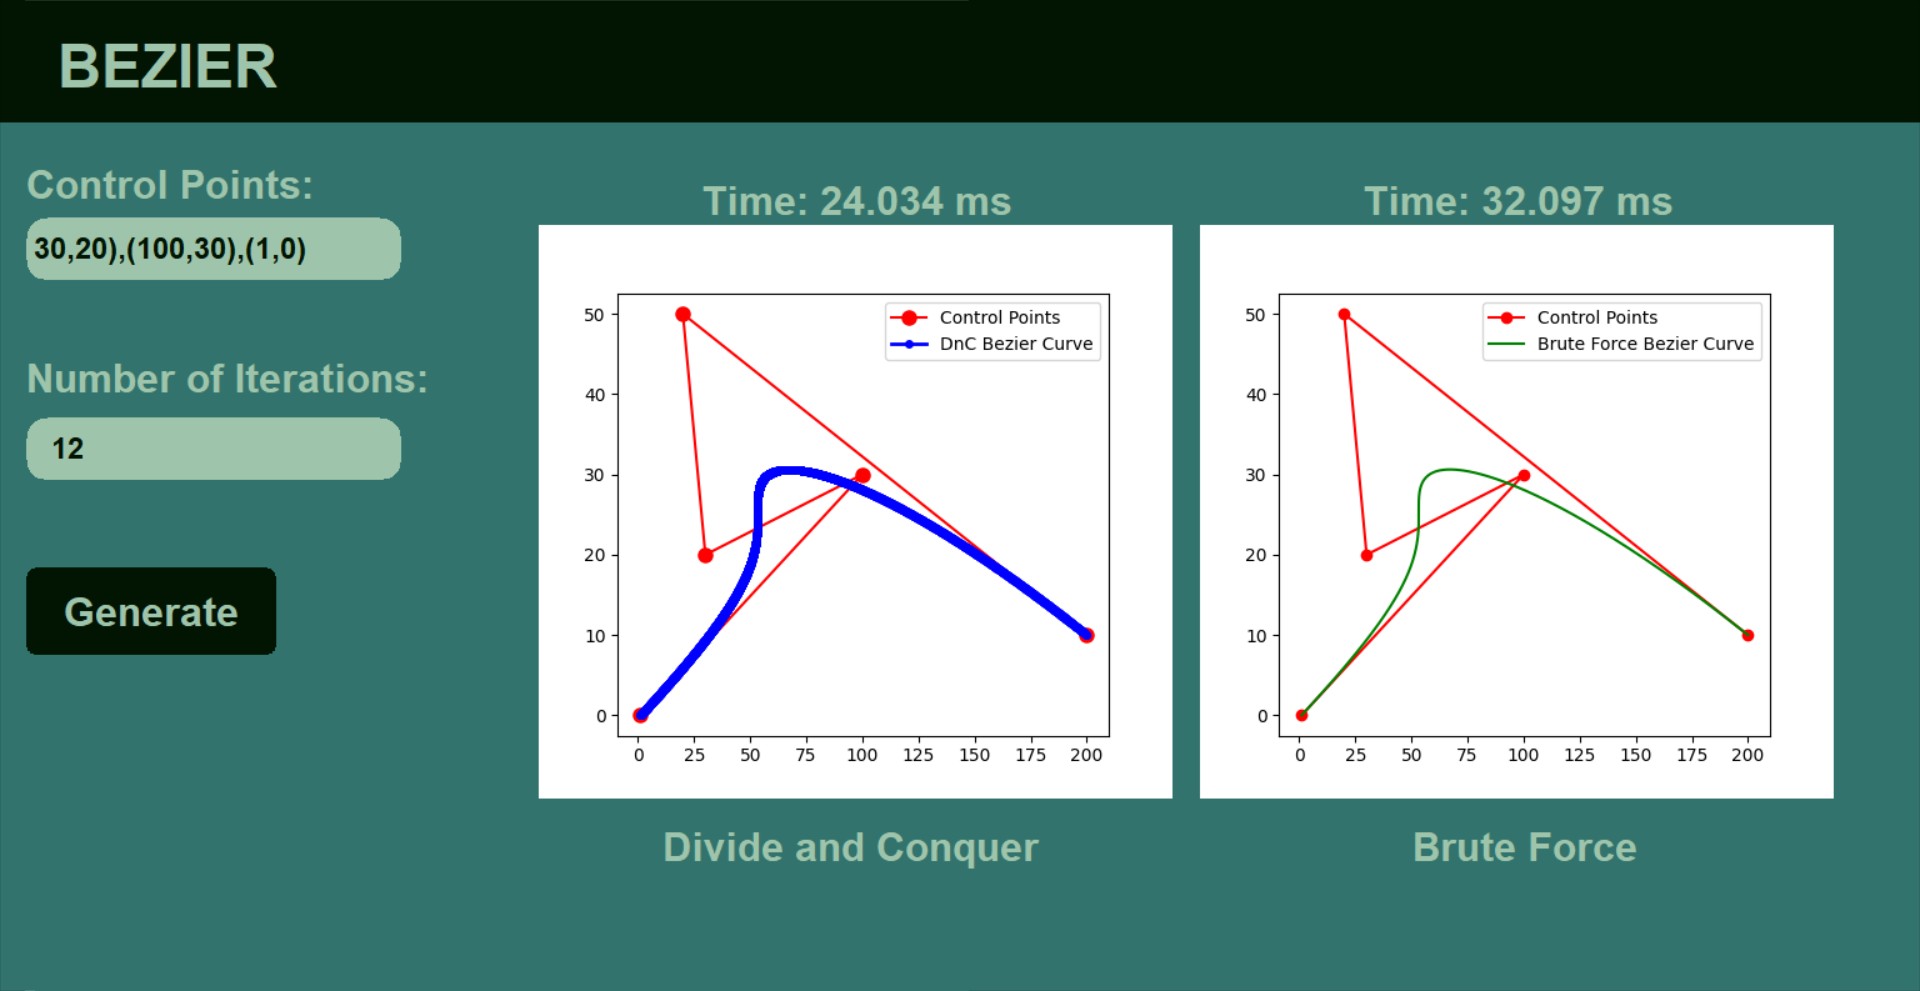 BEZIER
Control Points:
30,20),(100,30),(1,0)
Number of Iterations:
12
Generate
Time: 24.034 ms
Control Points
DnC Bezier Curve
50
40
30
20
10
0
0 25 50 75 100 125 150 175 200
Divide and Conquer
Time: 32.097 ms
Control Points
Brute Force Bezier Curve
50
40
30
20
10
0
0 25 50 75 100 125 150 175 200
Brute Force